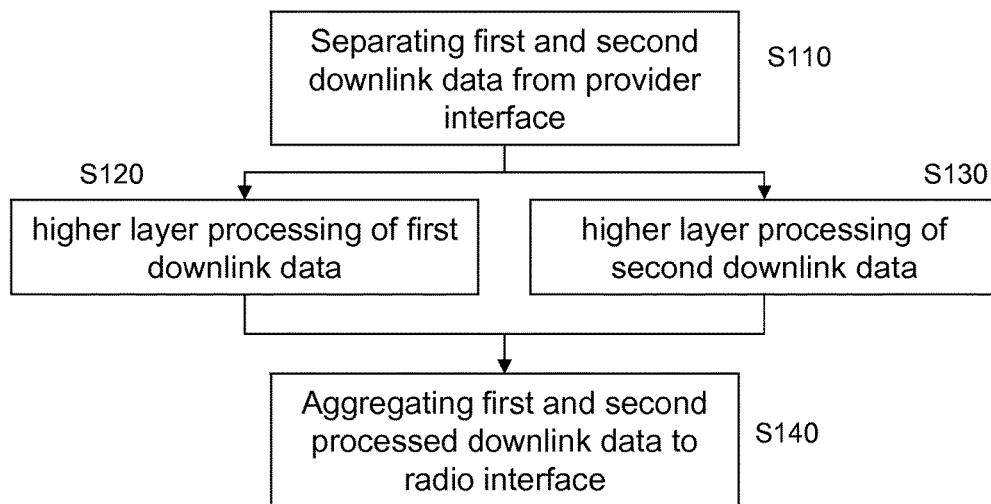 Separating first and second
downlink data from provider
interface
S110
S120
S130
higher layer processing of first
downlink data
higher layer processing of
second downlink data
Aggregating first and second
processed downlink data to
radio interface
S140